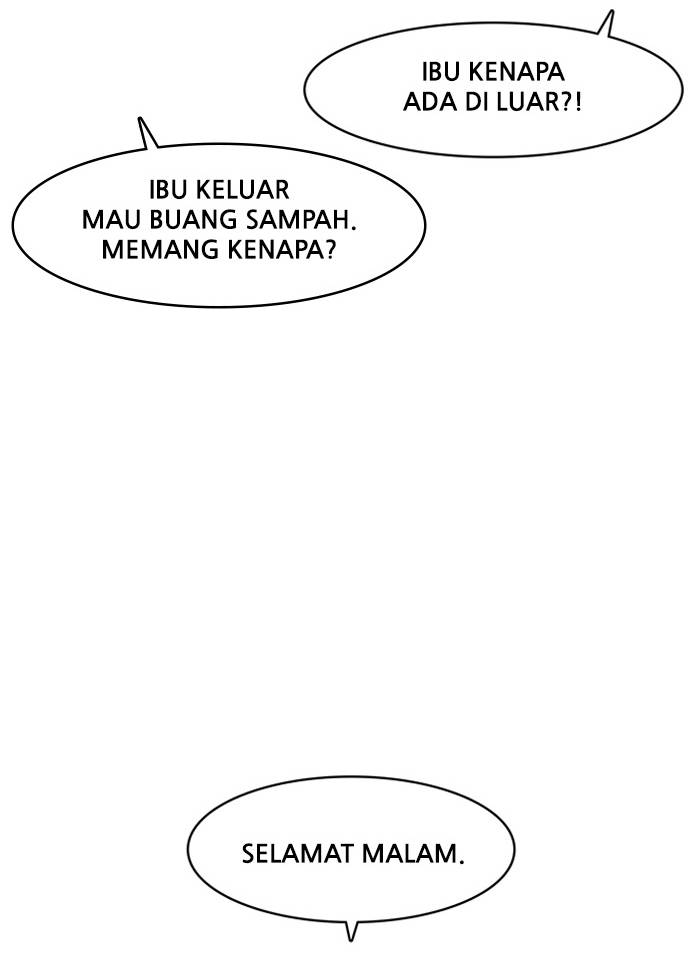 IBU KENAPA
ADA DI LUAR?!
IBU KELUAR
MAU BUANG SAMPAH.
MEMANG KENAPA?
SELAMAT MALAM.